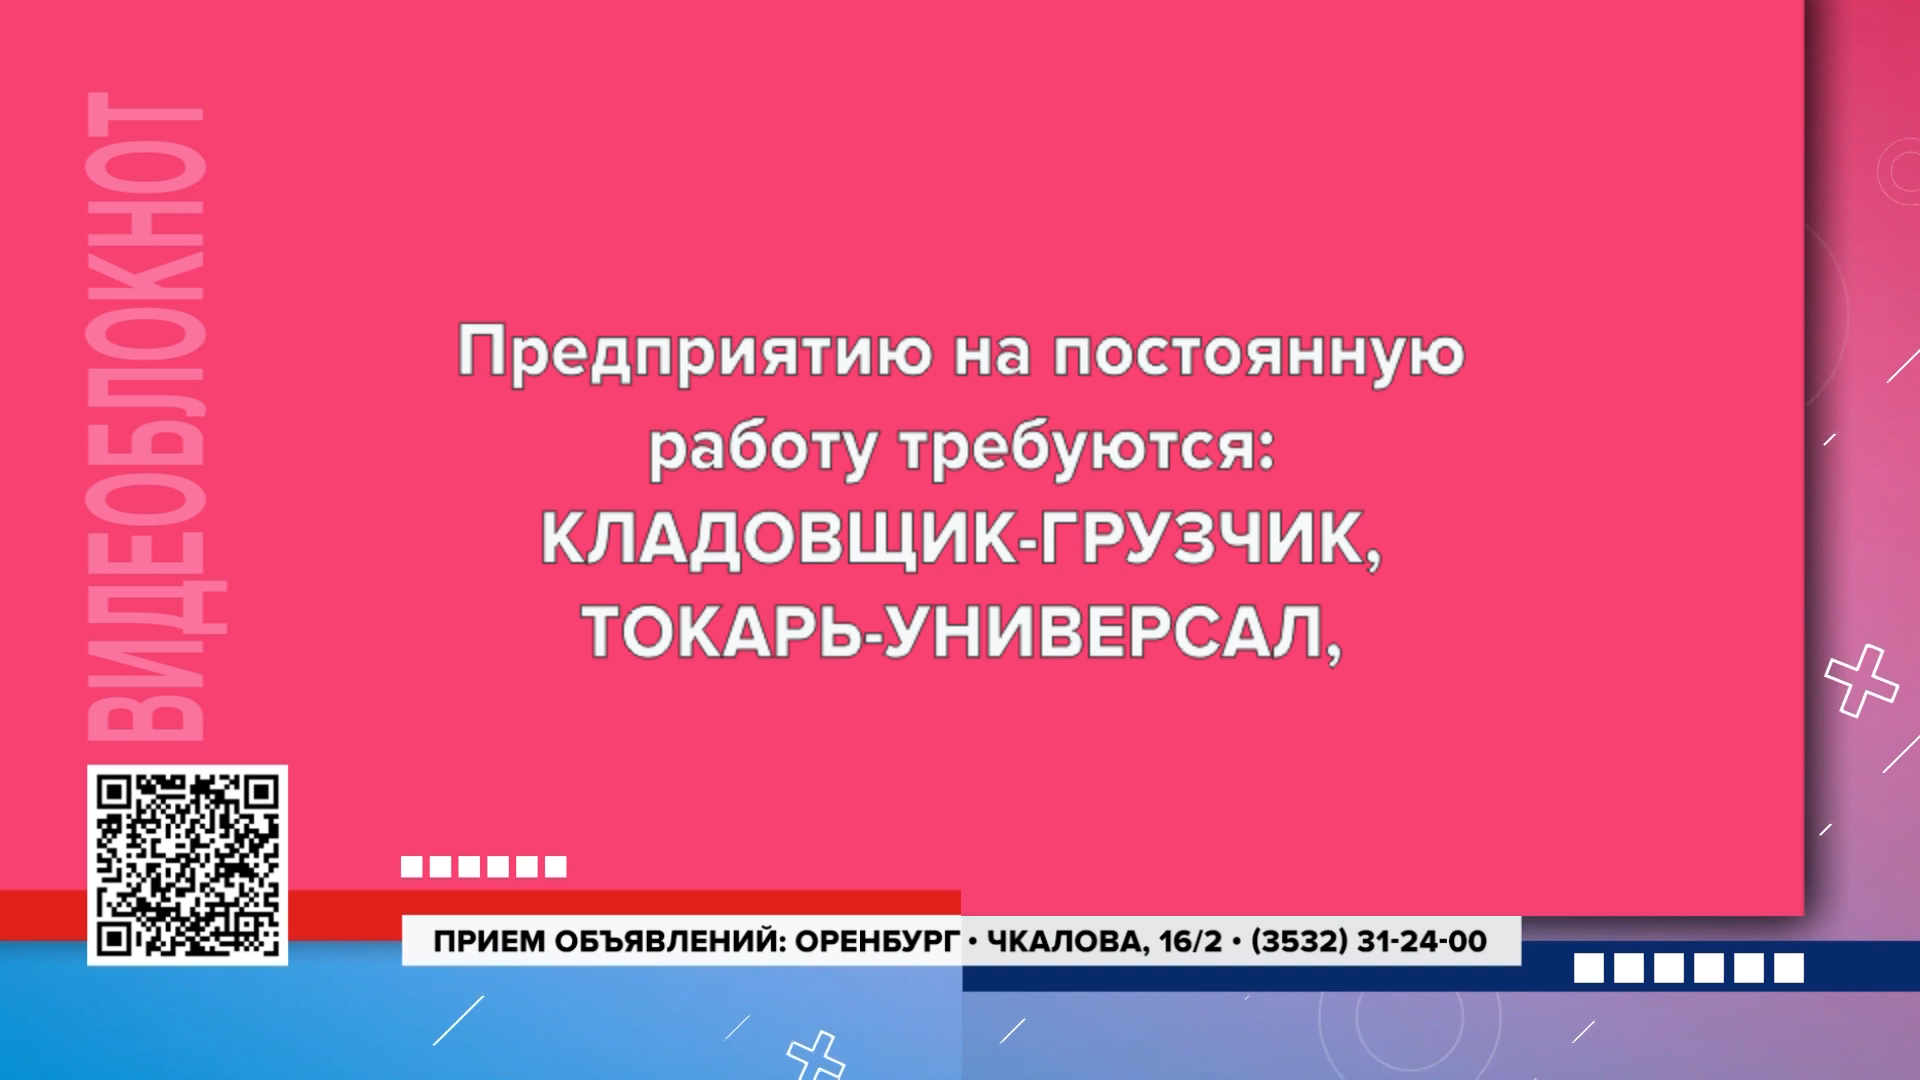 ВИДЕОБЛОКНОТ
Предприятию на постоянную
работу требуются:
КЛАДОВЩИК-ГРУЗЧИК,
ТОКАРЬ-УНИВЕРСАЛ,
ПРИЕМ ОБЪЯВЛЕНИЙ: ОРЕНБУРГ • ЧКАЛОВА, 16/2 • (3532) 31-24-00